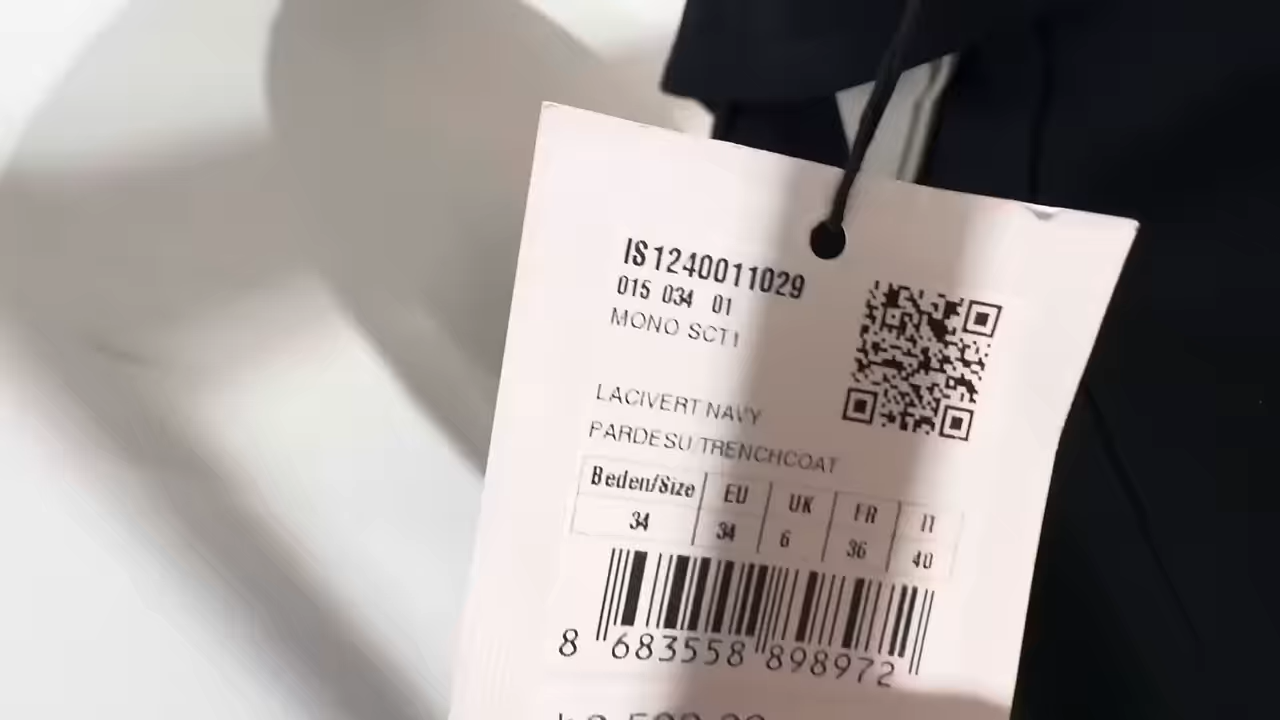 IS1240011029
015 034 01
MONO SCT1
LACIVERT NAVY
PARDESU/TRENCHCOAT
Beden/Size EU UK FR IT
34 34 6 36 40
8 683558 898972